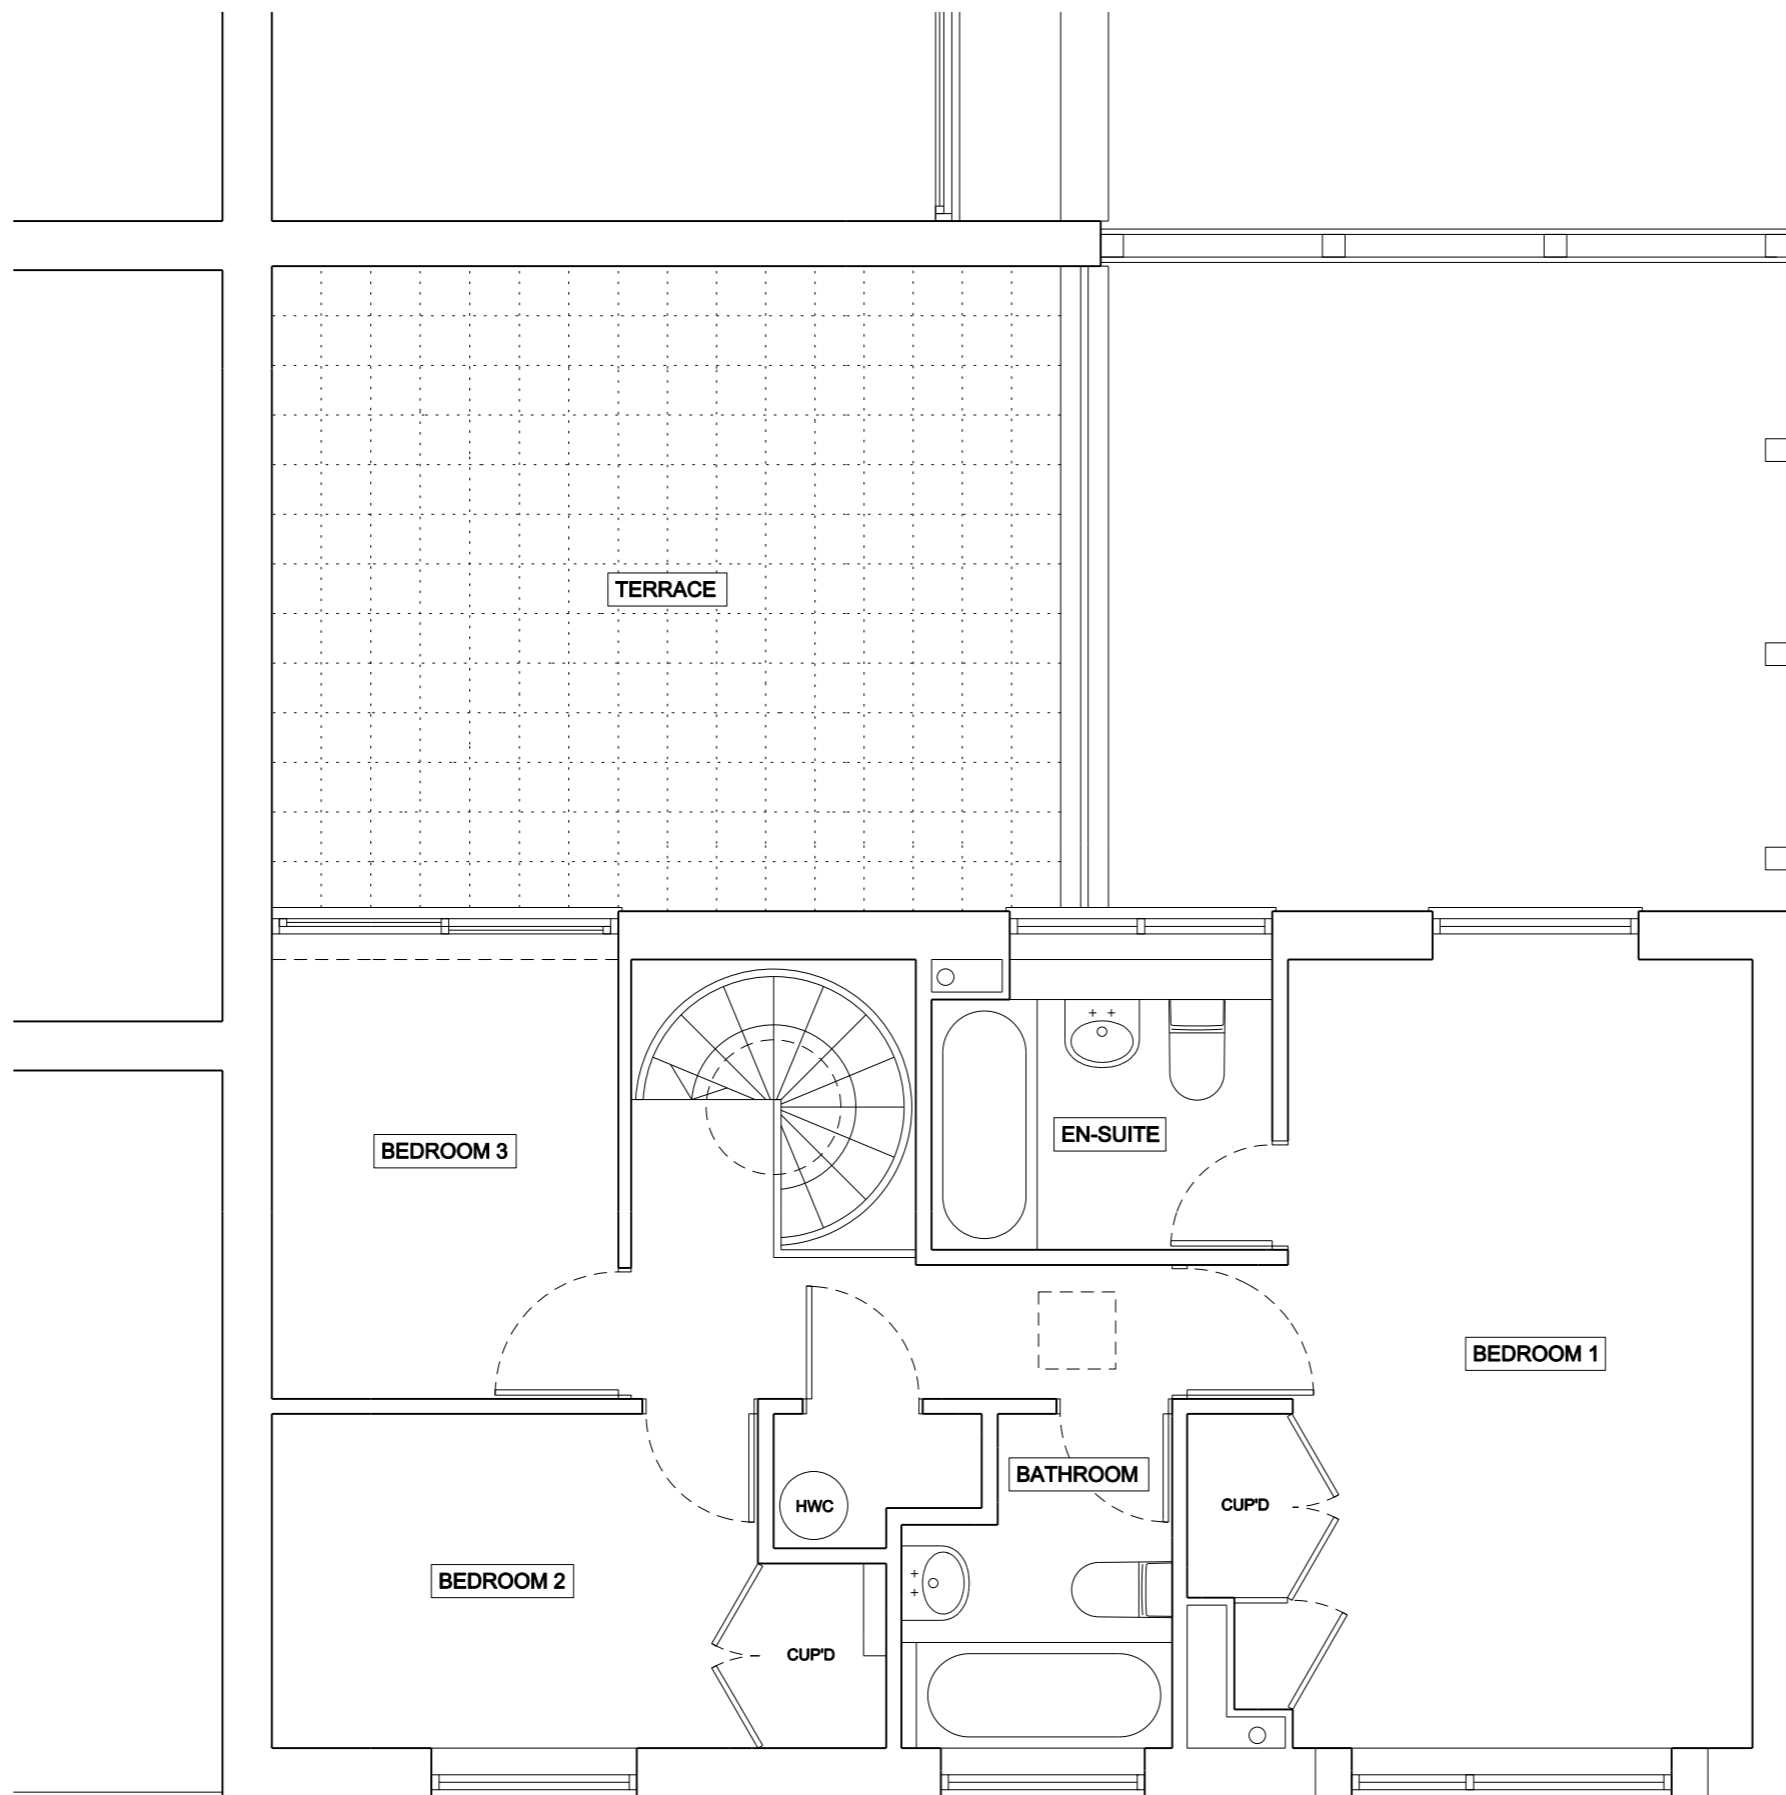 TERRACE
EN-SUITE
BEDROOM 3
BEDROOM 1
BATHROOM
HWC
CUP'D
BEDROOM 2
CUP'D